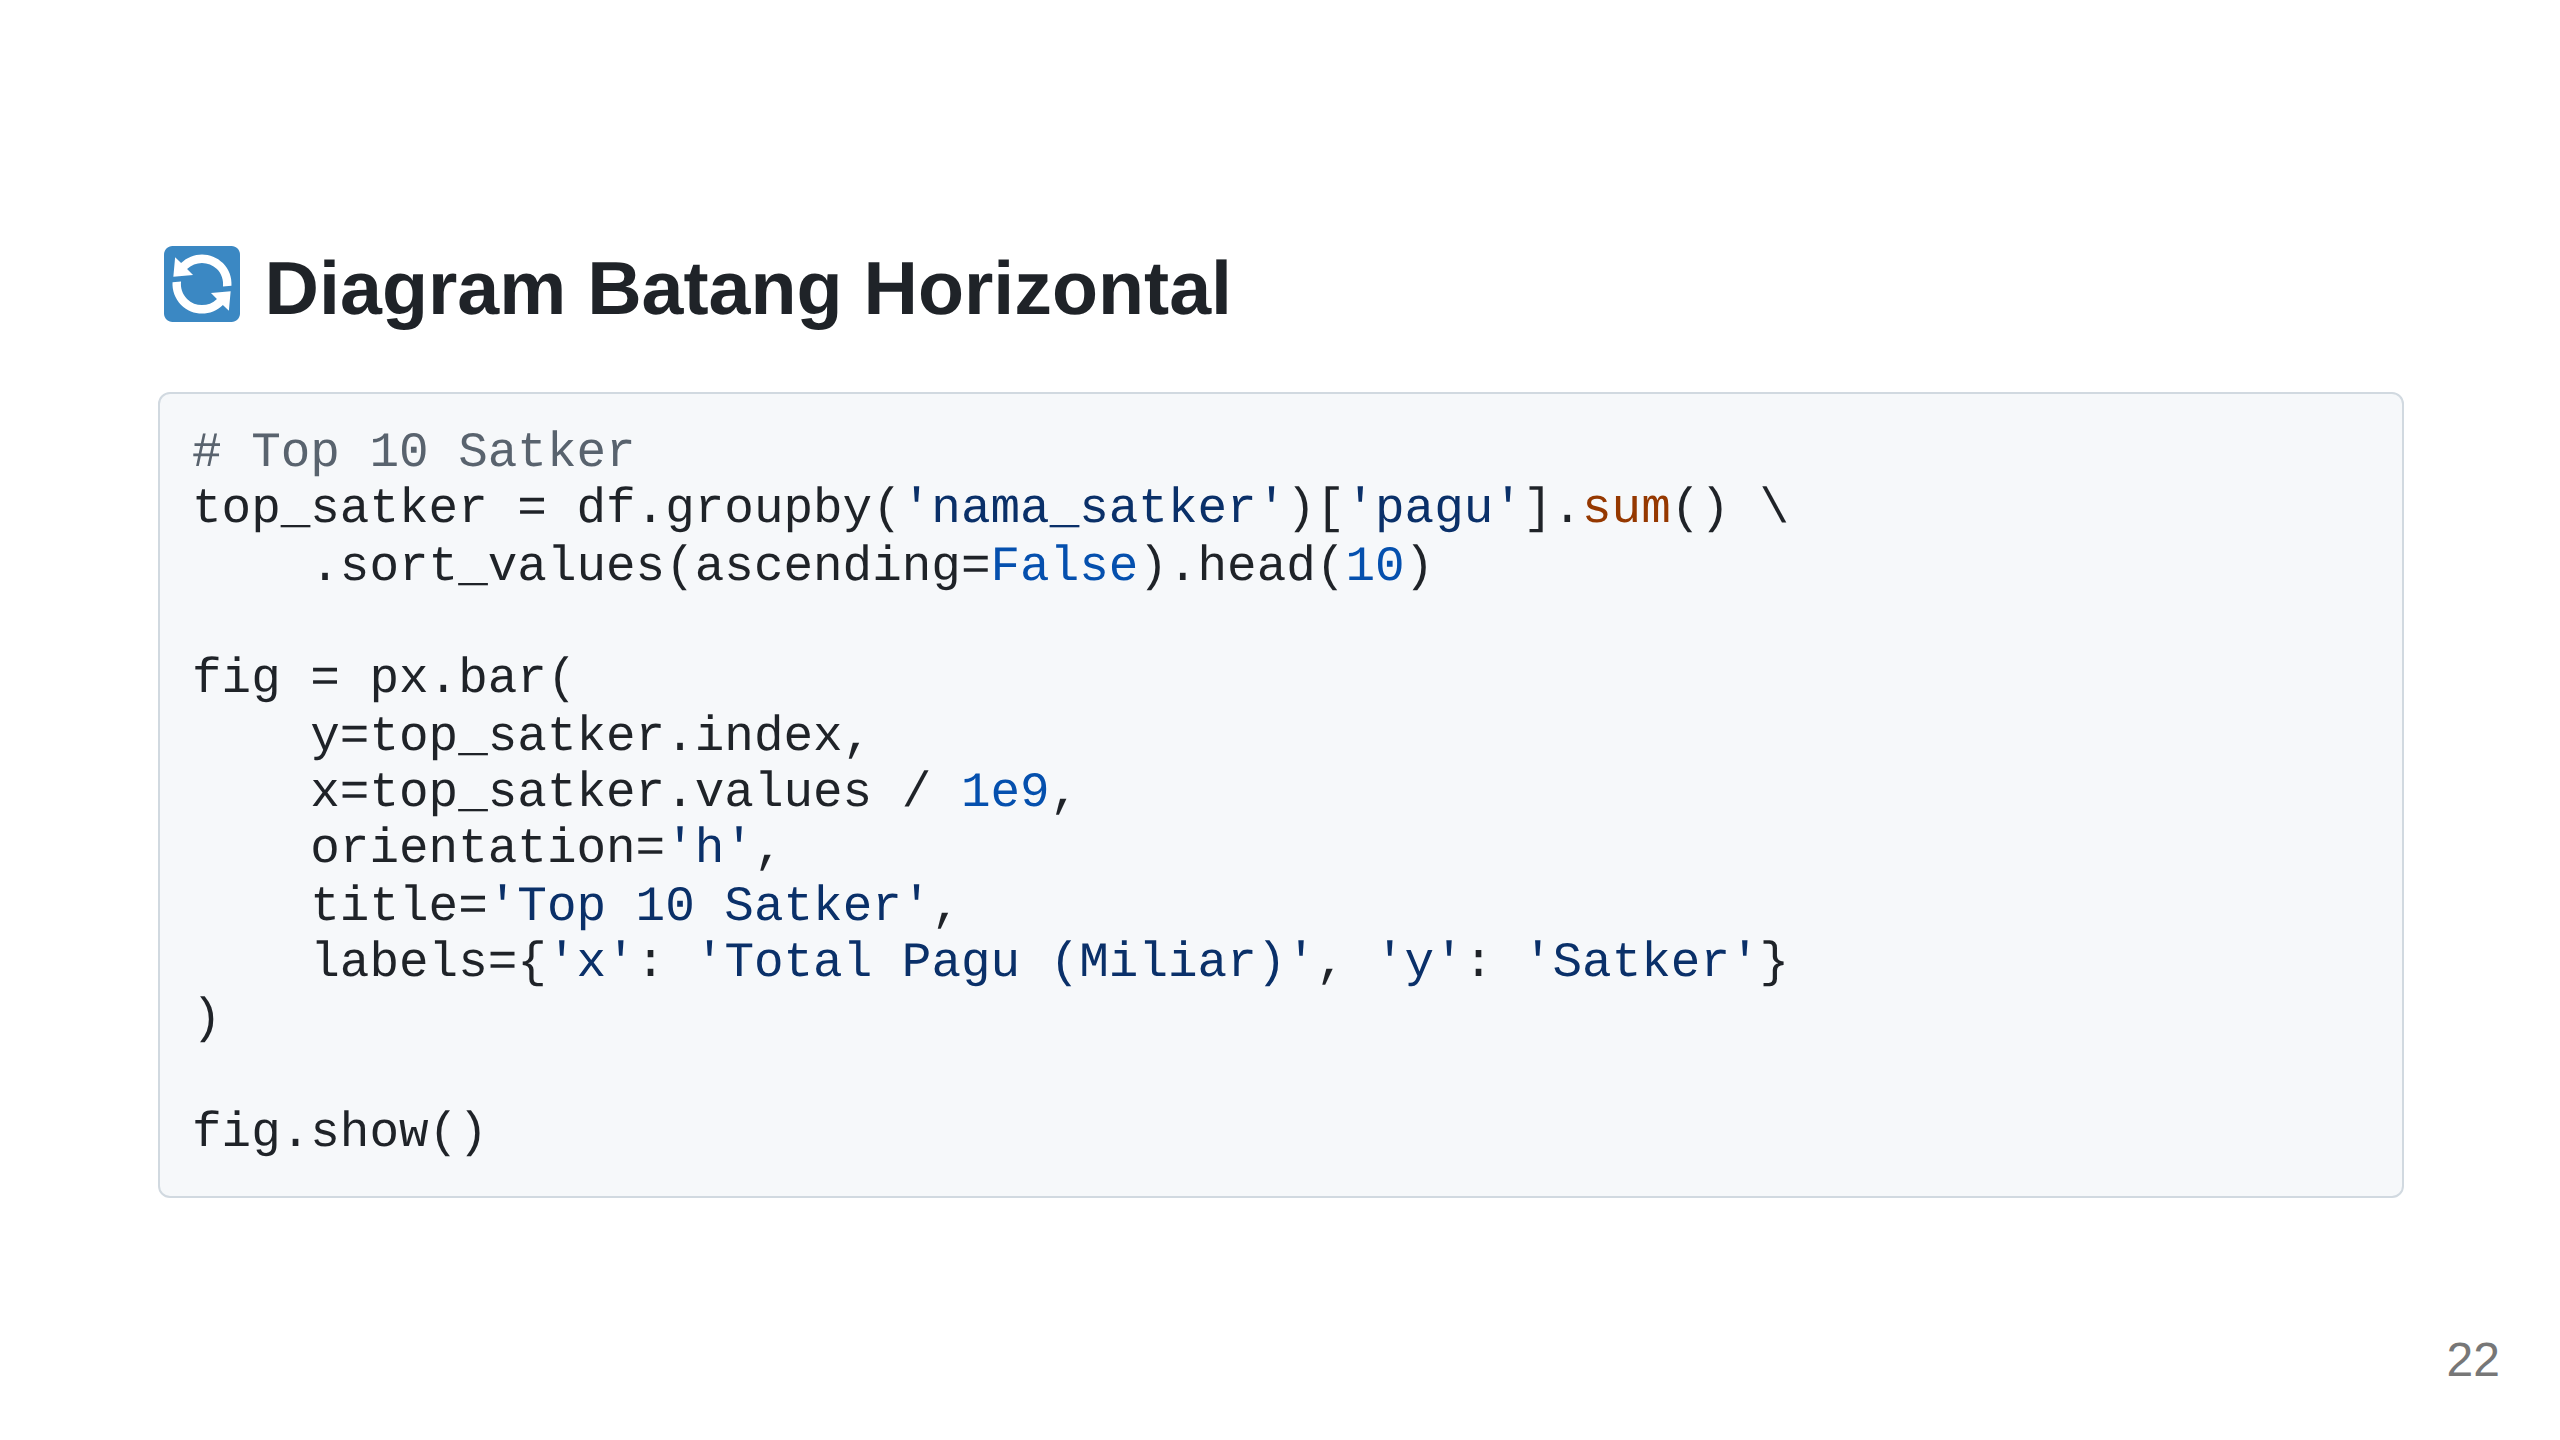 🔄 Diagram Batang Horizontal
# Top 10 Satker
top_satker = df.groupby('nama_satker')['pagu'].sum() \
    .sort_values(ascending=False).head(10)

fig = px.bar(
    y=top_satker.index,
    x=top_satker.values / 1e9,
    orientation='h',
    title='Top 10 Satker',
    labels={'x': 'Total Pagu (Miliar)', 'y': 'Satker'}
)

fig.show()
22